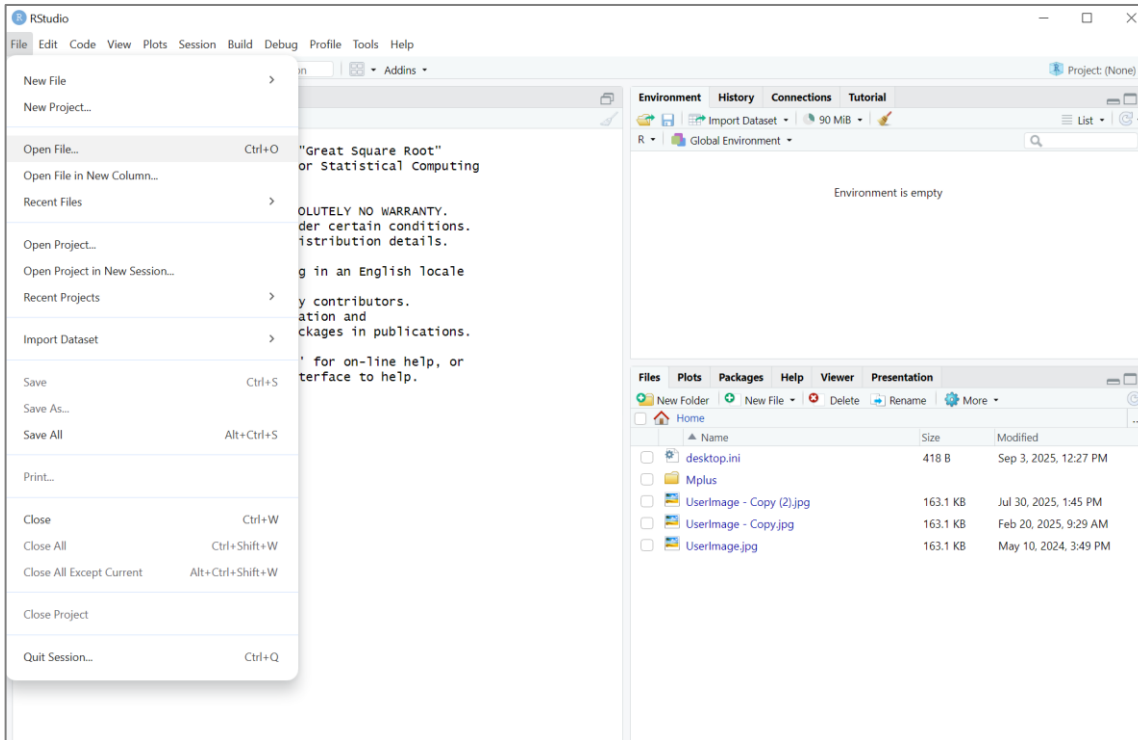 RStudio
File Edit Code View Plots Session Build Debug Profile Tools Help
Addins
Project: (None)
New File
New Project...
Open File... Ctrl+O
Open File in New Column...
Recent Files
Open Project...
Open Project in New Session...
Recent Projects
Import Dataset
Save Ctrl+S
Save As...
Save All Alt+Ctrl+S
Print...
Close Ctrl+W
Close All Ctrl+Shift+W
Close All Except Current Alt+Ctrl+Shift+W
Close Project
Quit Session... Ctrl+Q
"Great Square Root"
or Statistical Computing
OLUTELY NO WARRANTY.
der certain conditions.
istribution details.
g in an English locale
y contributors.
ation and
ckages in publications.
' for on-line help, or
terface to help.
Environment History Connections Tutorial
Import Dataset 90 MiB List
R Global Environment
Environment is empty
Files Plots Packages Help Viewer Presentation
New Folder New File Delete Rename More
Home
Name Size Modified
desktop.ini 418 B Sep 3, 2025, 12:27 PM
Mplus
UserImage - Copy (2).jpg 163.1 KB Jul 30, 2025, 1:45 PM
UserImage - Copy.jpg 163.1 KB Feb 20, 2025, 9:29 AM
UserImage.jpg 163.1 KB May 10, 2024, 3:49 PM